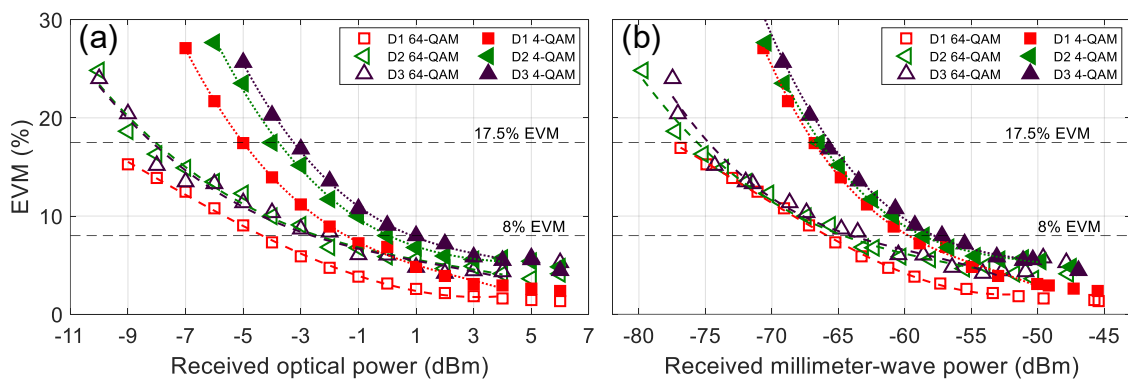 (a)
D1 64-QAM D1 4-QAM
D2 64-QAM D2 4-QAM
D3 64-QAM D3 4-QAM
17.5% EVM
8% EVM
EVM (%)
30
20
10
0
-11 -9 -7 -5 -3 -1 1 3 5 7
Received optical power (dBm)
(b)
D1 64-QAM D1 4-QAM
D2 64-QAM D2 4-QAM
D3 64-QAM D3 4-QAM
17.5% EVM
8% EVM
-80 -75 -70 -65 -60 -55 -50 -45
Received millimeter-wave power (dBm)